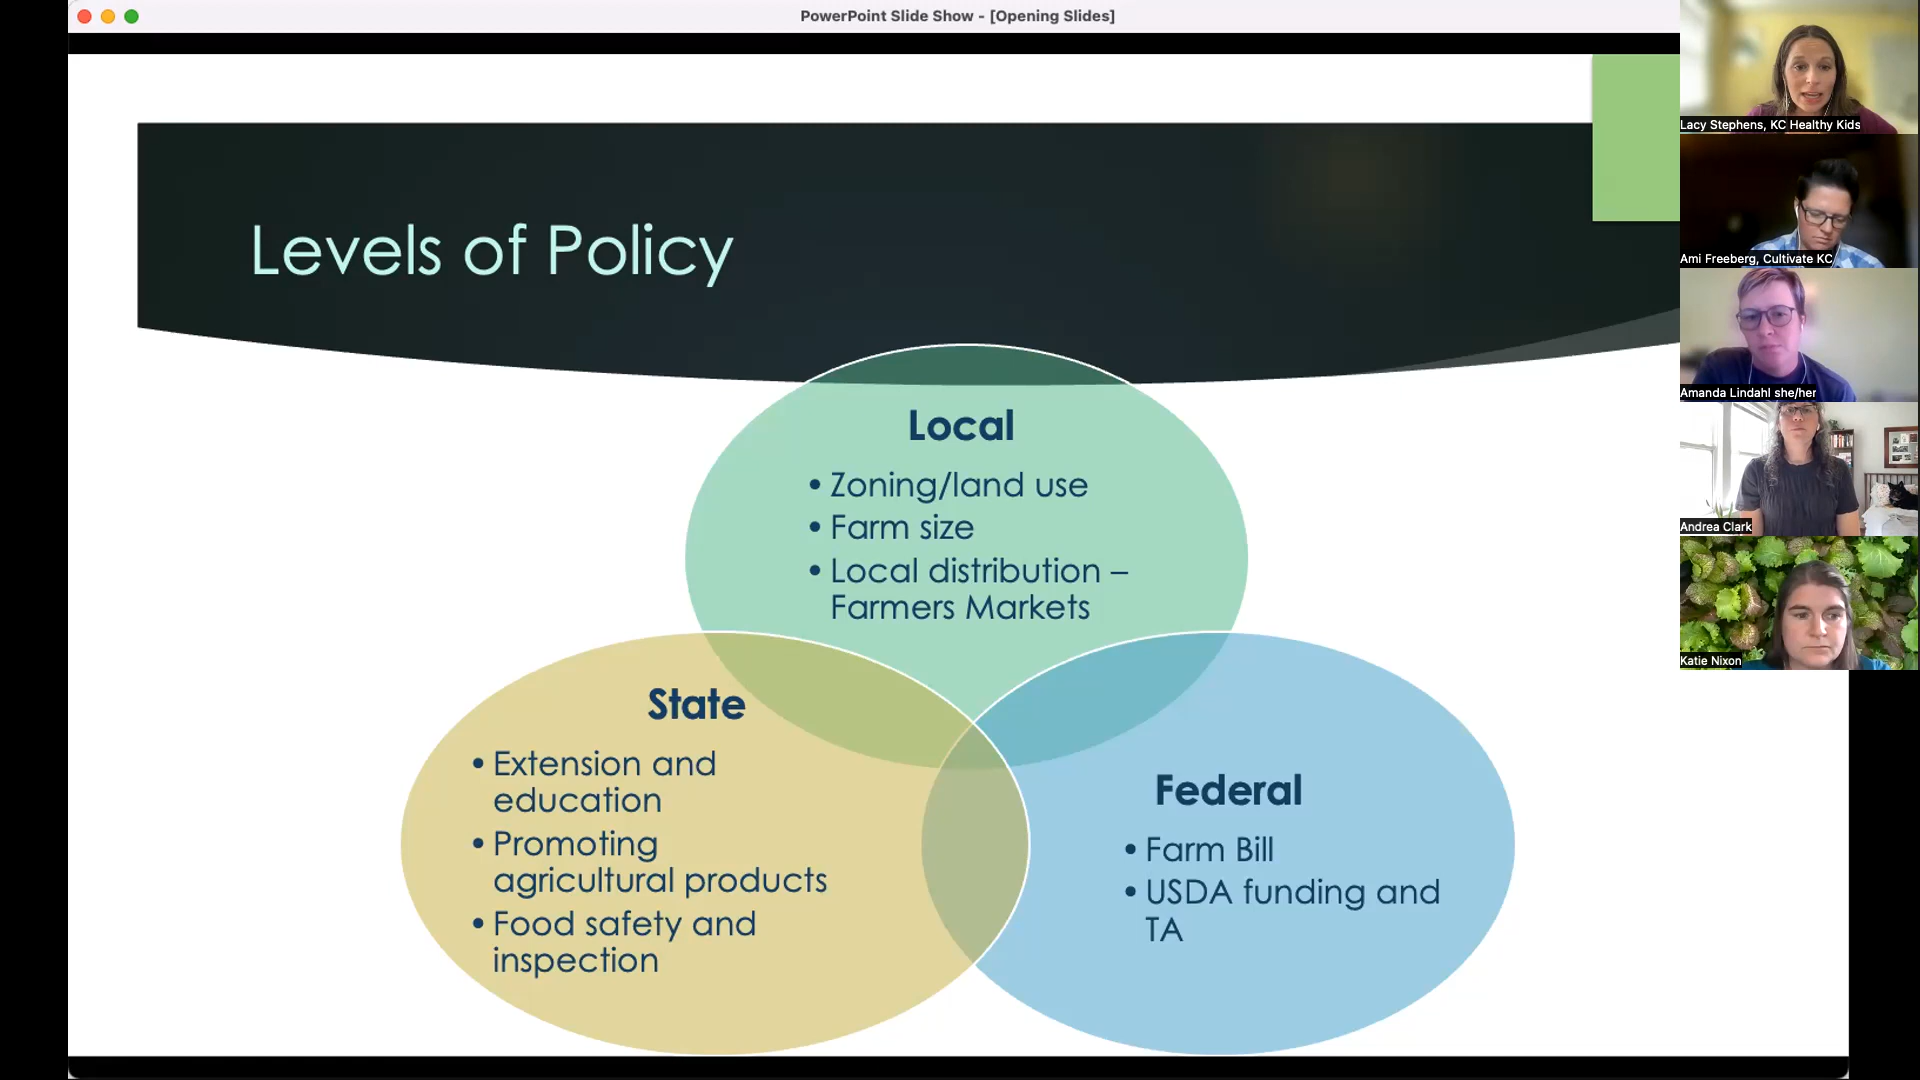 PowerPoint Slide Show - [Opening Slides]
Levels of Policy
Local
• Zoning/land use
• Farm size
• Local distribution –
Farmers Markets
State
• Extension and
education
• Promoting
agricultural products
• Food safety and
inspection
Federal
• Farm Bill
• USDA funding and
TA
Lacy Stephens, KC Healthy Kids
Ami Freeberg, Cultivate KC
Amanda Lindahl she/her
Andrea Clark
Katie Nixon